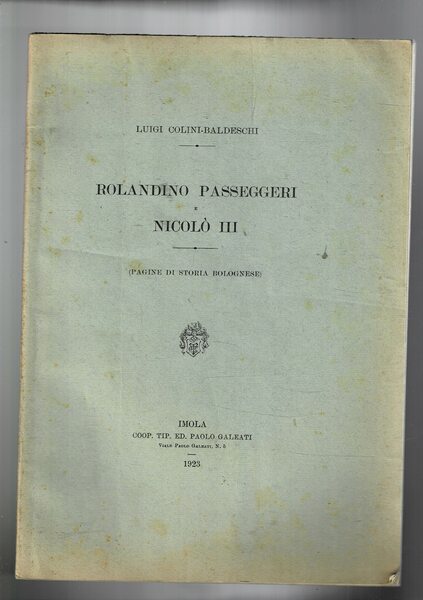 LUIGI COLINI-BALDESCHI
ROLANDINO PASSEGGERI
E
NICOLÒ III
(PAGINE DI STORIA BOLOGNESE)
IMOLA
COOP. TIP. ED. PAOLO GALEATI
Viale Paolo Galeati, N. 5
1923